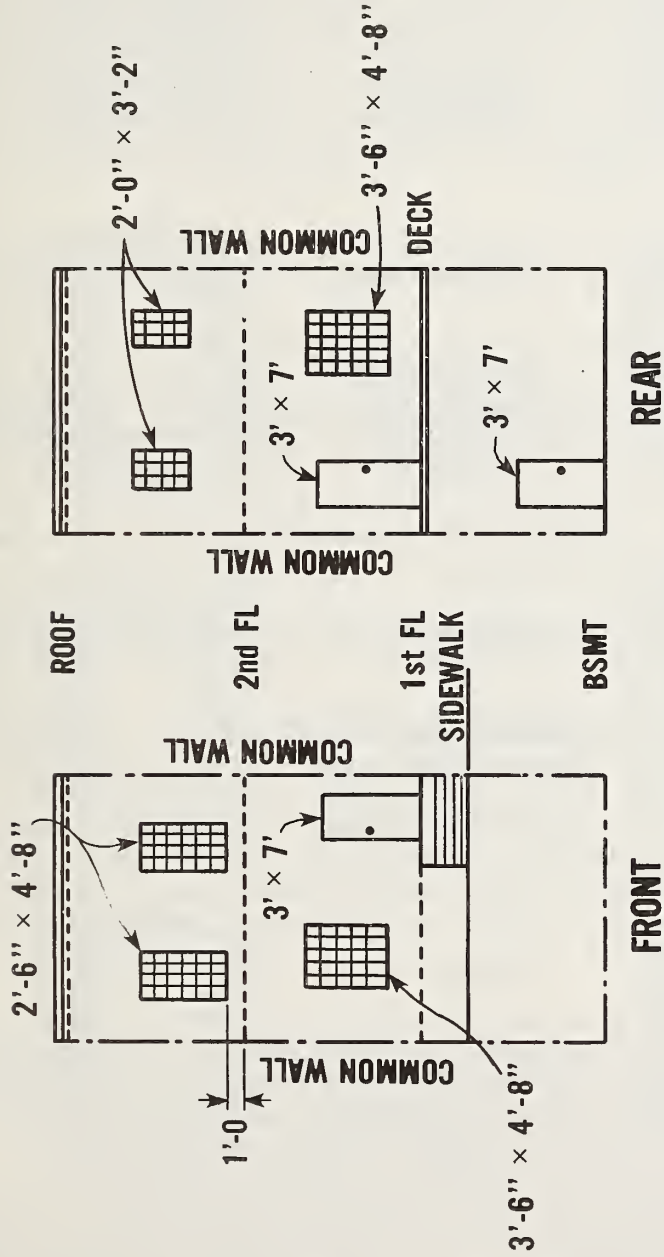 2'-6" × 4'-8"
1'-0
COMMON WALL
COMMON WALL
3' × 7'
3'-6" × 4'-8"
FRONT
ROOF
2nd FL
1st FL
SIDEWALK
BSMT
2'-0" × 3'-2"
COMMON WALL
COMMON WALL
3' × 7'
DECK
3'-6" × 4'-8"
3' × 7'
REAR